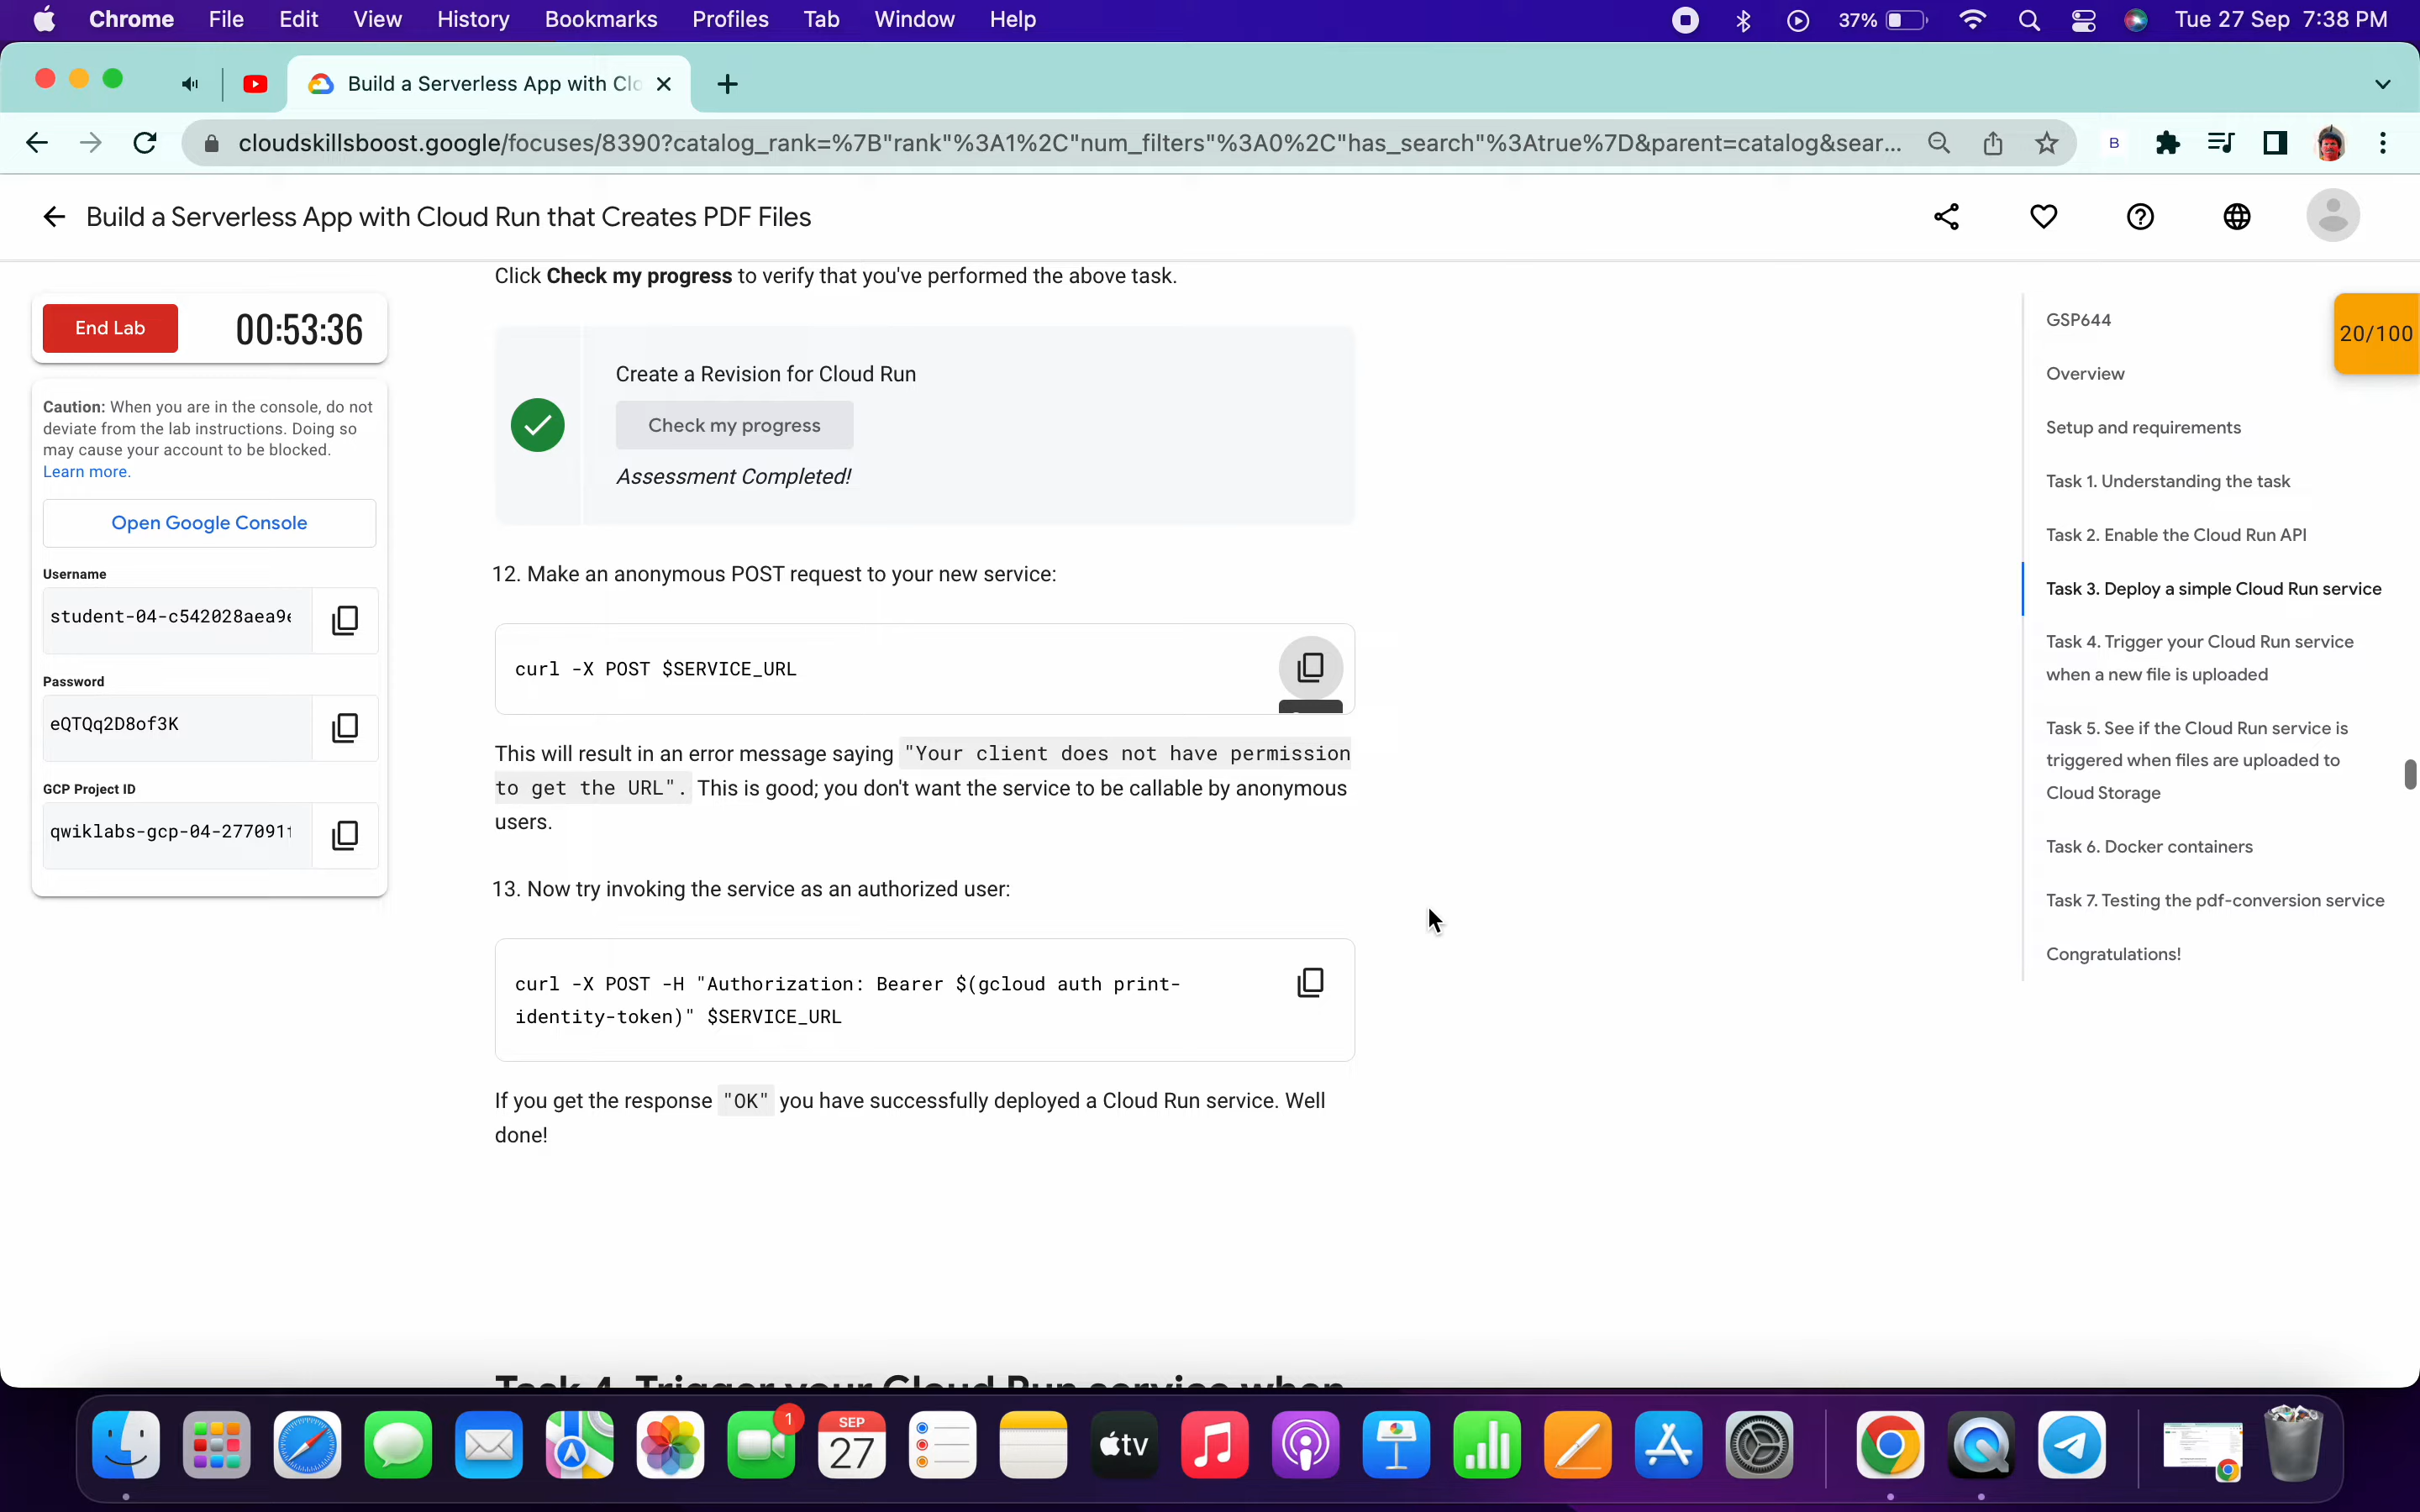 Chrome File Edit View History Bookmarks Profiles Tab Window Help 37% Tue 27 Sep 7:38 PM
Build a Serverless App with Clo
cloudskillsboost.google/focuses/8390?catalog_rank=%7B"rank"%3A1%2C"num_filters"%3A0%2C"has_search"%3Atrue%7D&parent=catalog&sear... B
Build a Serverless App with Cloud Run that Creates PDF Files
End Lab 00:53:36
Caution: When you are in the console, do not
deviate from the lab instructions. Doing so
may cause your account to be blocked.
Learn more.
Open Google Console
Username
student-04-c542028aea9
Password
eQTQq2D8of3K
GCP Project ID
qwiklabs-gcp-04-277091
Click Check my progress to verify that you've performed the above task.
Create a Revision for Cloud Run
Check my progress
Assessment Completed!
12. Make an anonymous POST request to your new service:
curl -X POST $SERVICE_URL
This will result in an error message saying "Your client does not have permission
to get the URL". This is good; you don't want the service to be callable by anonymous
users.
13. Now try invoking the service as an authorized user:
curl -X POST -H "Authorization: Bearer $(gcloud auth print-
identity-token)" $SERVICE_URL
If you get the response "OK" you have successfully deployed a Cloud Run service. Well
done!
Task 4. Trigger your Cloud Run service when
GSP644
20/100
Overview
Setup and requirements
Task 1. Understanding the task
Task 2. Enable the Cloud Run API
Task 3. Deploy a simple Cloud Run service
Task 4. Trigger your Cloud Run service
when a new file is uploaded
Task 5. See if the Cloud Run service is
triggered when files are uploaded to
Cloud Storage
Task 6. Docker containers
Task 7. Testing the pdf-conversion service
Congratulations!
1
SEP
27
tv